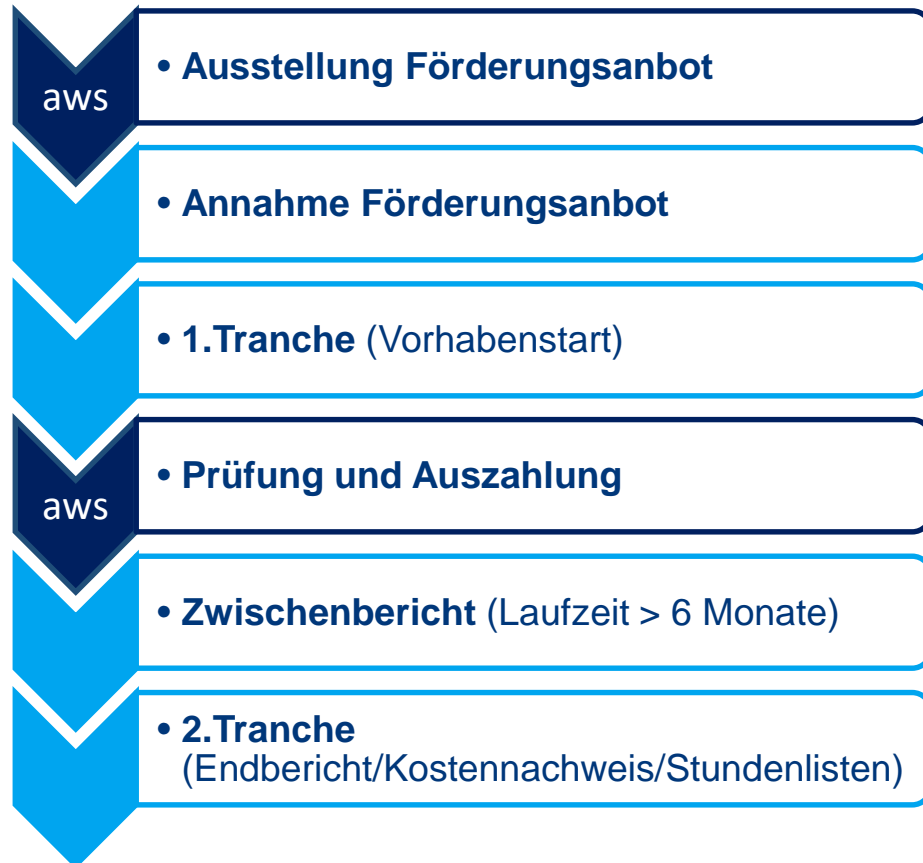 aws
• Ausstellung Förderungsanbot
• Annahme Förderungsanbot
• 1.Tranche (Vorhabenstart)
aws
• Prüfung und Auszahlung
• Zwischenbericht (Laufzeit > 6 Monate)
• 2.Tranche
(Endbericht/Kostennachweis/Stundenlisten)